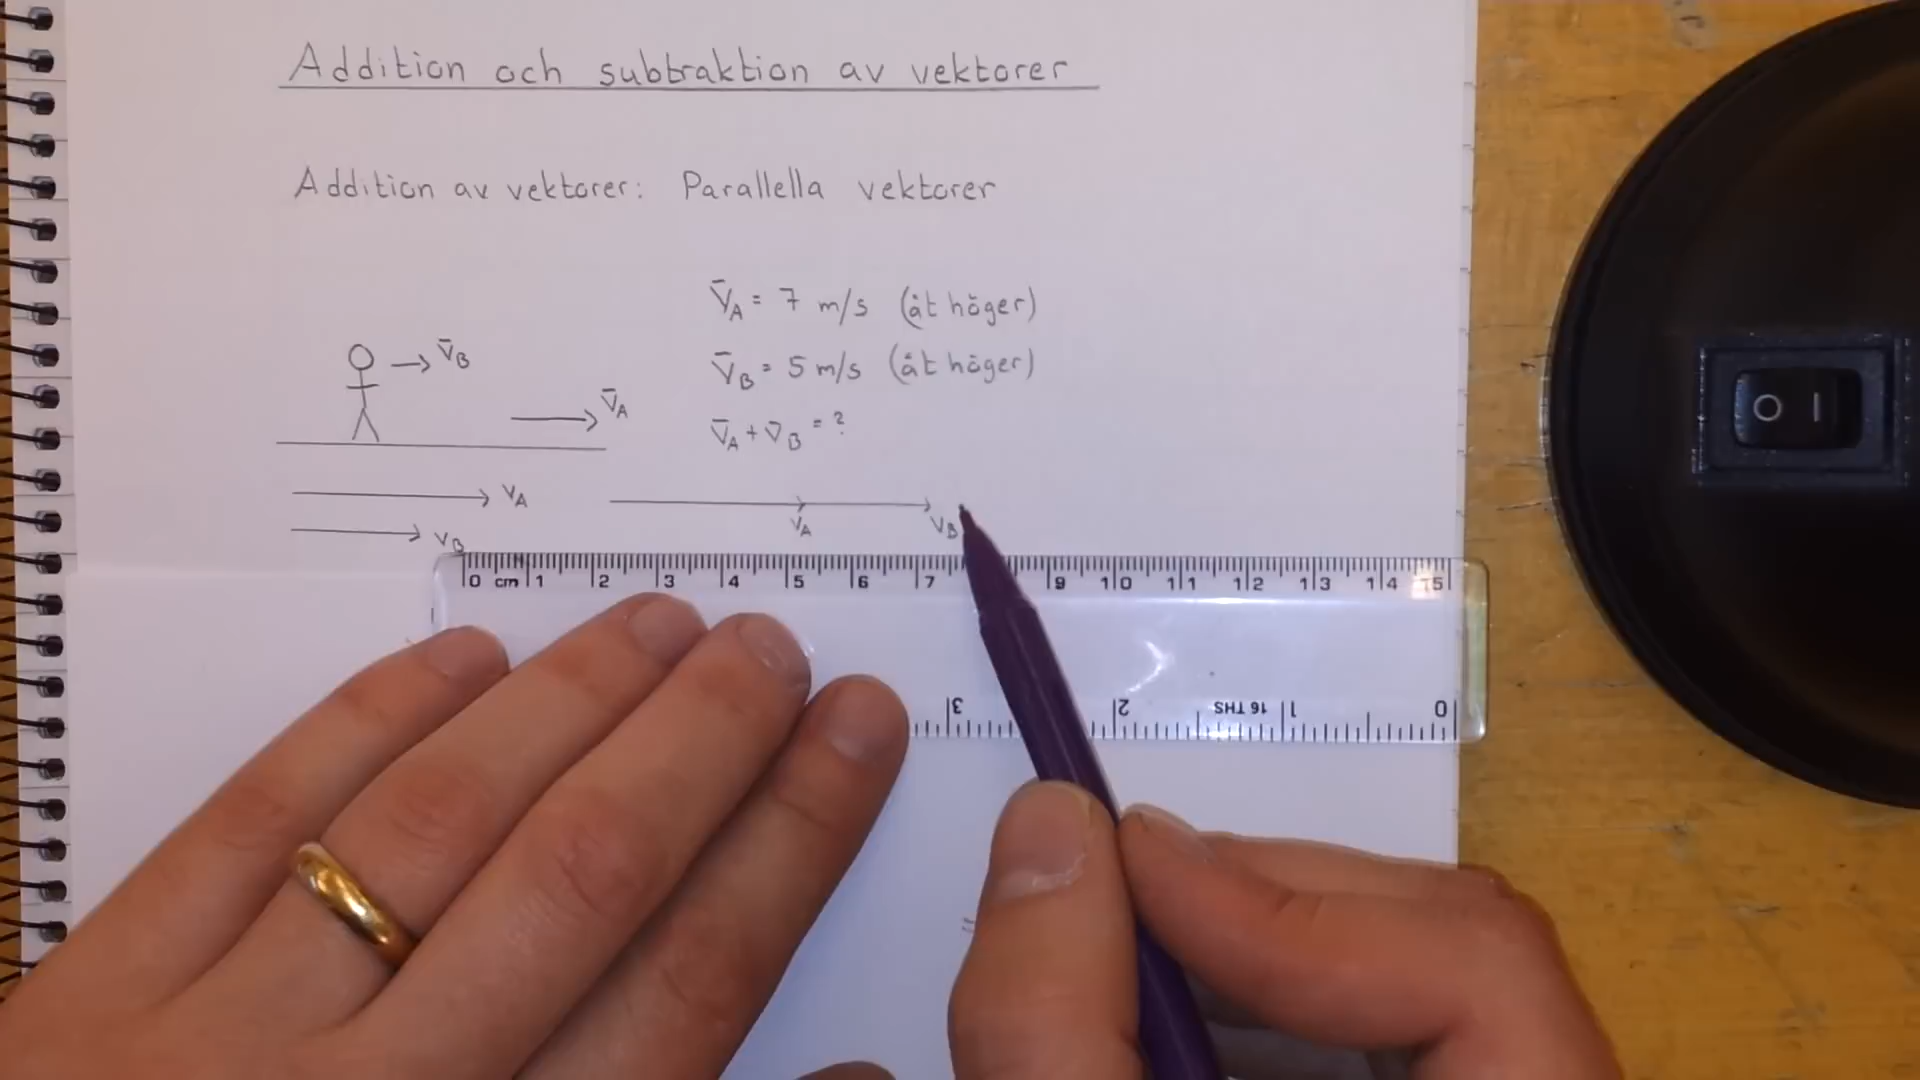 Addition och subtraktion av vektorer
Addition av vektorer: Parallella vektorer
V̄A = 7 m/s (åt höger)
V̄B
V̄B = 5 m/s (åt höger)
V̄A
V̄A + V̄B = ?
VA
VA
VB
VB
0 cm 1 2 3 4 5 6 7 9 10 11 12 13 14 15
3 2 16 THS 1 0
O I